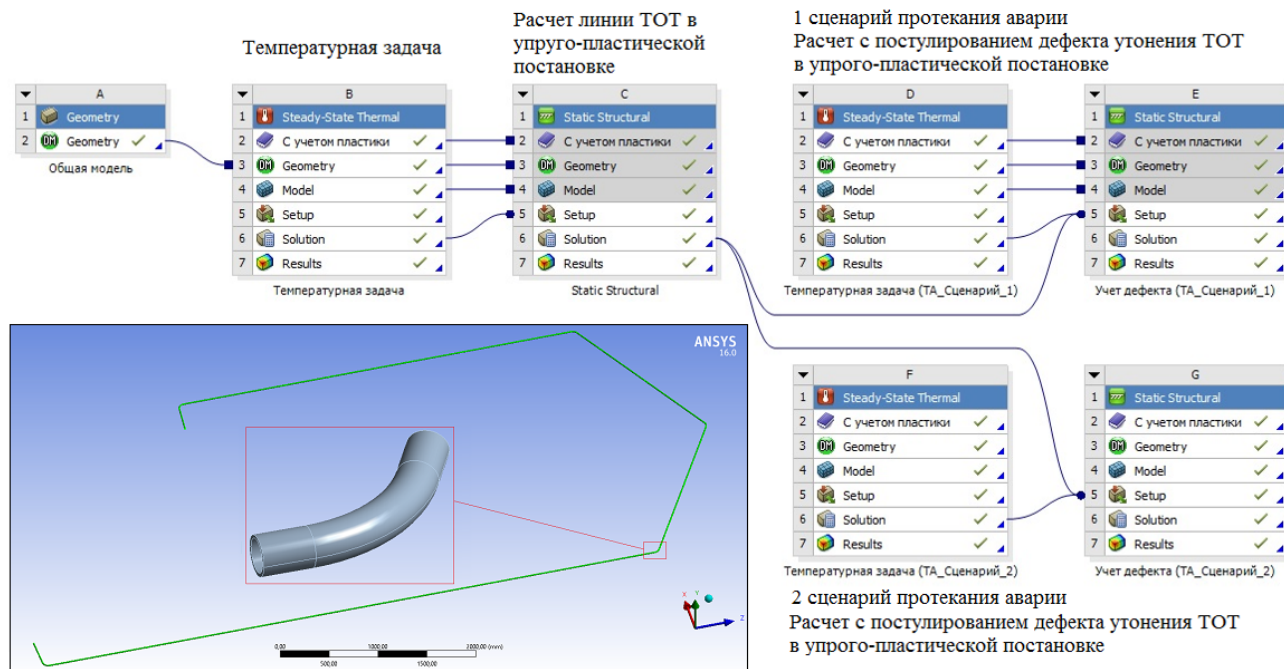 Температурная задача
Расчет линии ТОТ в
упруго-пластической
постановке
1 сценарий протекания аварии
Расчет с постулированием дефекта утонения ТОТ
в упрого-пластической постановке
A
1 Geometry
2 Geometry
Общая модель
B
1 Steady-State Thermal
2 С учетом пластики
3 Geometry
4 Model
5 Setup
6 Solution
7 Results
Температурная задача
C
1 Static Structural
2 С учетом пластики
3 Geometry
4 Model
5 Setup
6 Solution
7 Results
Static Structural
D
1 Steady-State Thermal
2 С учетом пластики
3 Geometry
4 Model
5 Setup
6 Solution
7 Results
Температурная задача (ТА_Сценарий_1)
E
1 Static Structural
2 С учетом пластики
3 Geometry
4 Model
5 Setup
6 Solution
7 Results
Учет дефекта (ТА_Сценарий_1)
ANSYS
16.0
X
Y
Z
0,00
1000,00
2000,00 (mm)
500,00
1500,00
F
1 Steady-State Thermal
2 С учетом пластики
3 Geometry
4 Model
5 Setup
6 Solution
7 Results
Температурная задача (ТА_Сценарий_2)
G
1 Static Structural
2 С учетом пластики
3 Geometry
4 Model
5 Setup
6 Solution
7 Results
Учет дефекта (ТА_Сценарий_2)
2 сценарий протекания аварии
Расчет с постулированием дефекта утонения ТОТ
в упрого-пластической постановке